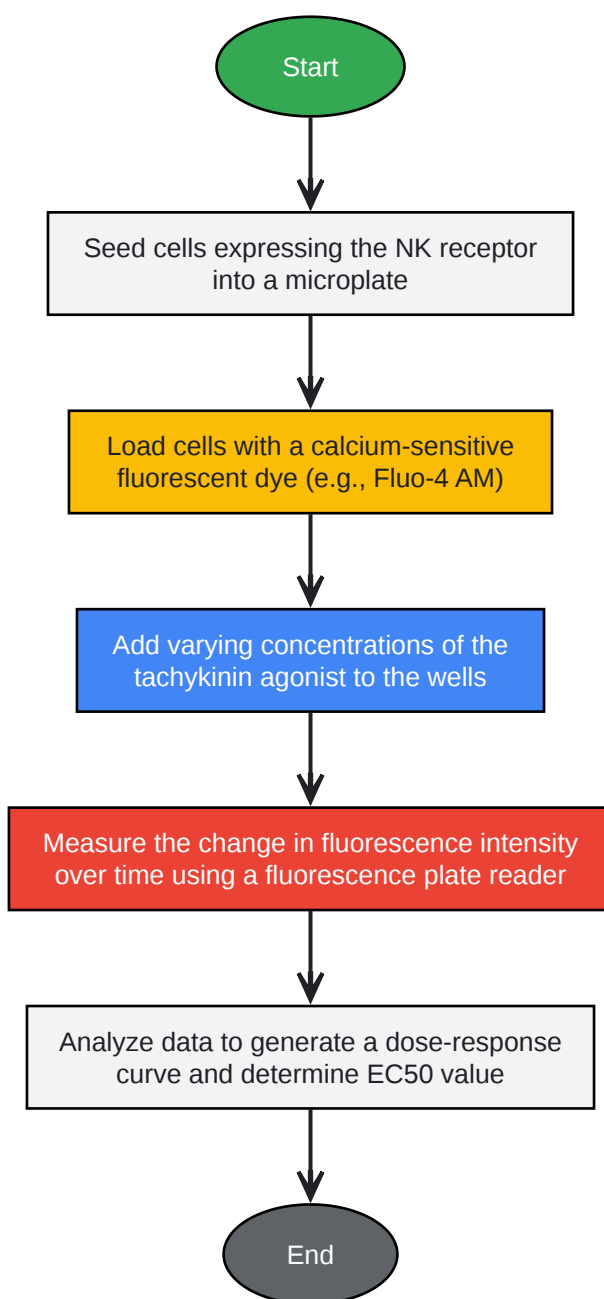 Start
Seed cells expressing the NK receptor
into a microplate
Load cells with a calcium-sensitive
fluorescent dye (e.g., Fluo-4 AM)
Add varying concentrations of the
tachykinin agonist to the wells
Measure the change in fluorescence intensity
over time using a fluorescence plate reader
Analyze data to generate a dose-response
curve and determine EC50 value
End